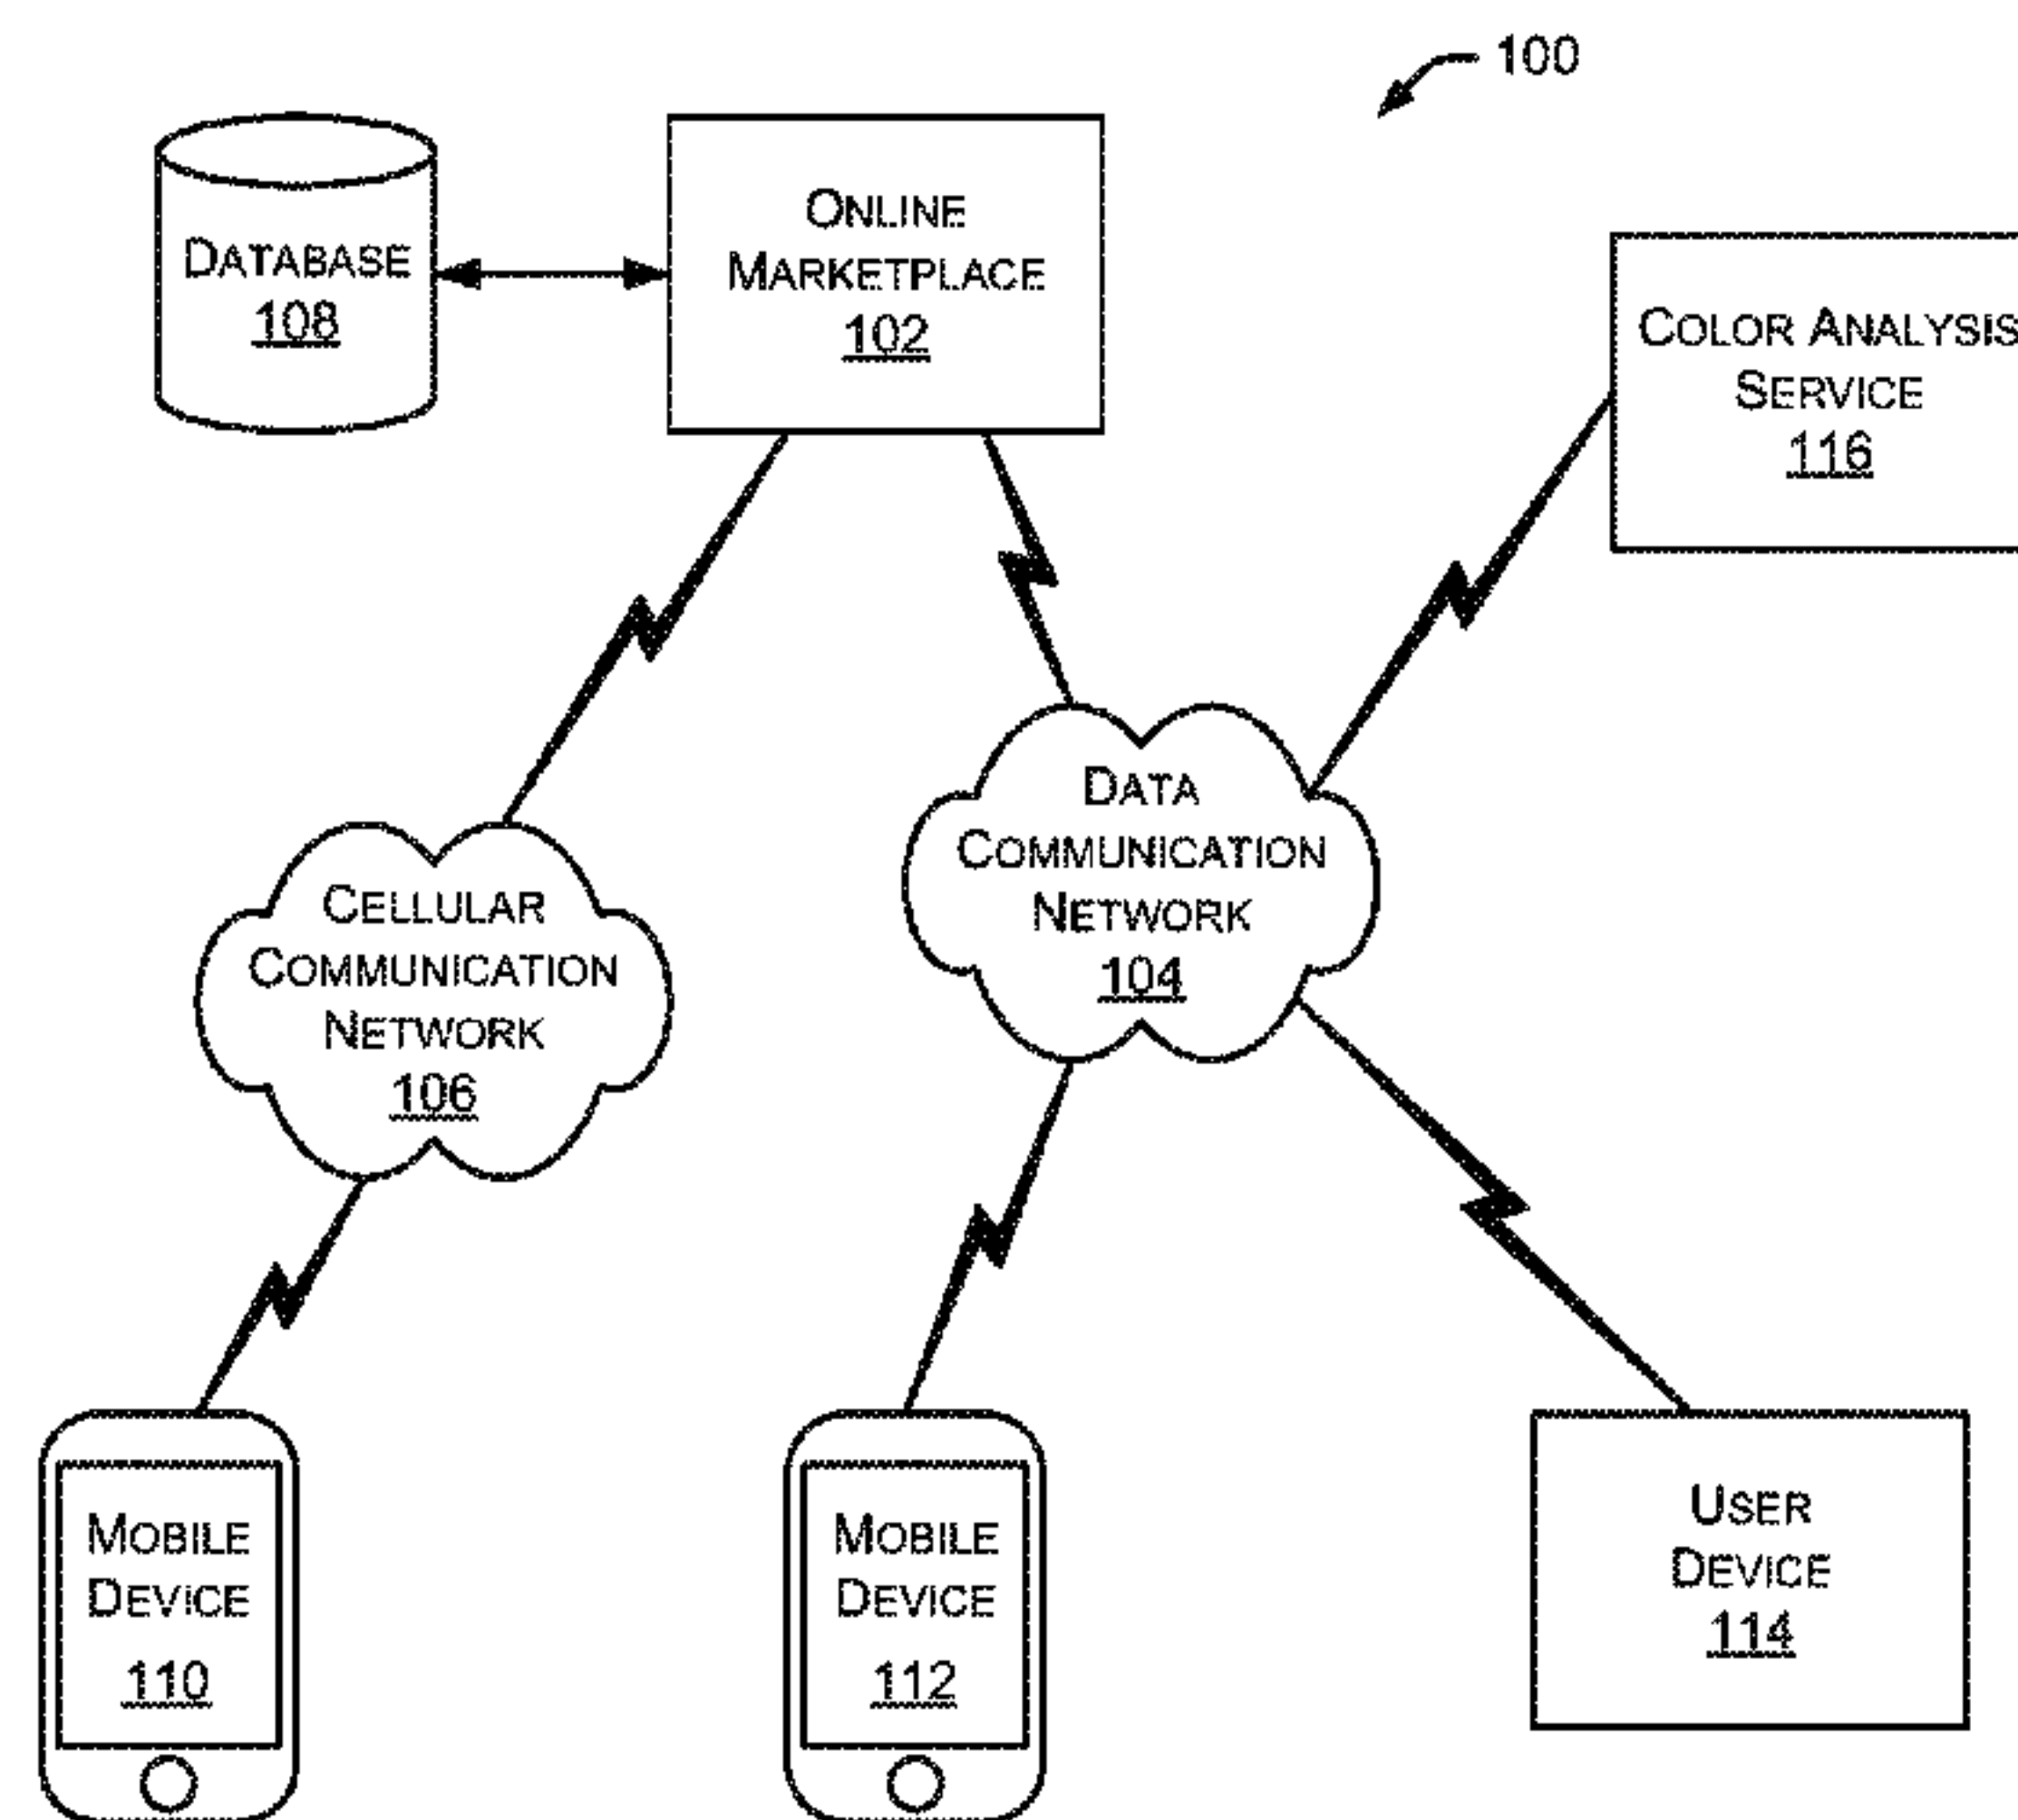 100
DATABASE
108
ONLINE
MARKETPLACE
102
COLOR ANALYSIS
SERVICE
116
DATA
COMMUNICATION
NETWORK
104
CELLULAR
COMMUNICATION
NETWORK
106
MOBILE
DEVICE
110
MOBILE
DEVICE
112
USER
DEVICE
114